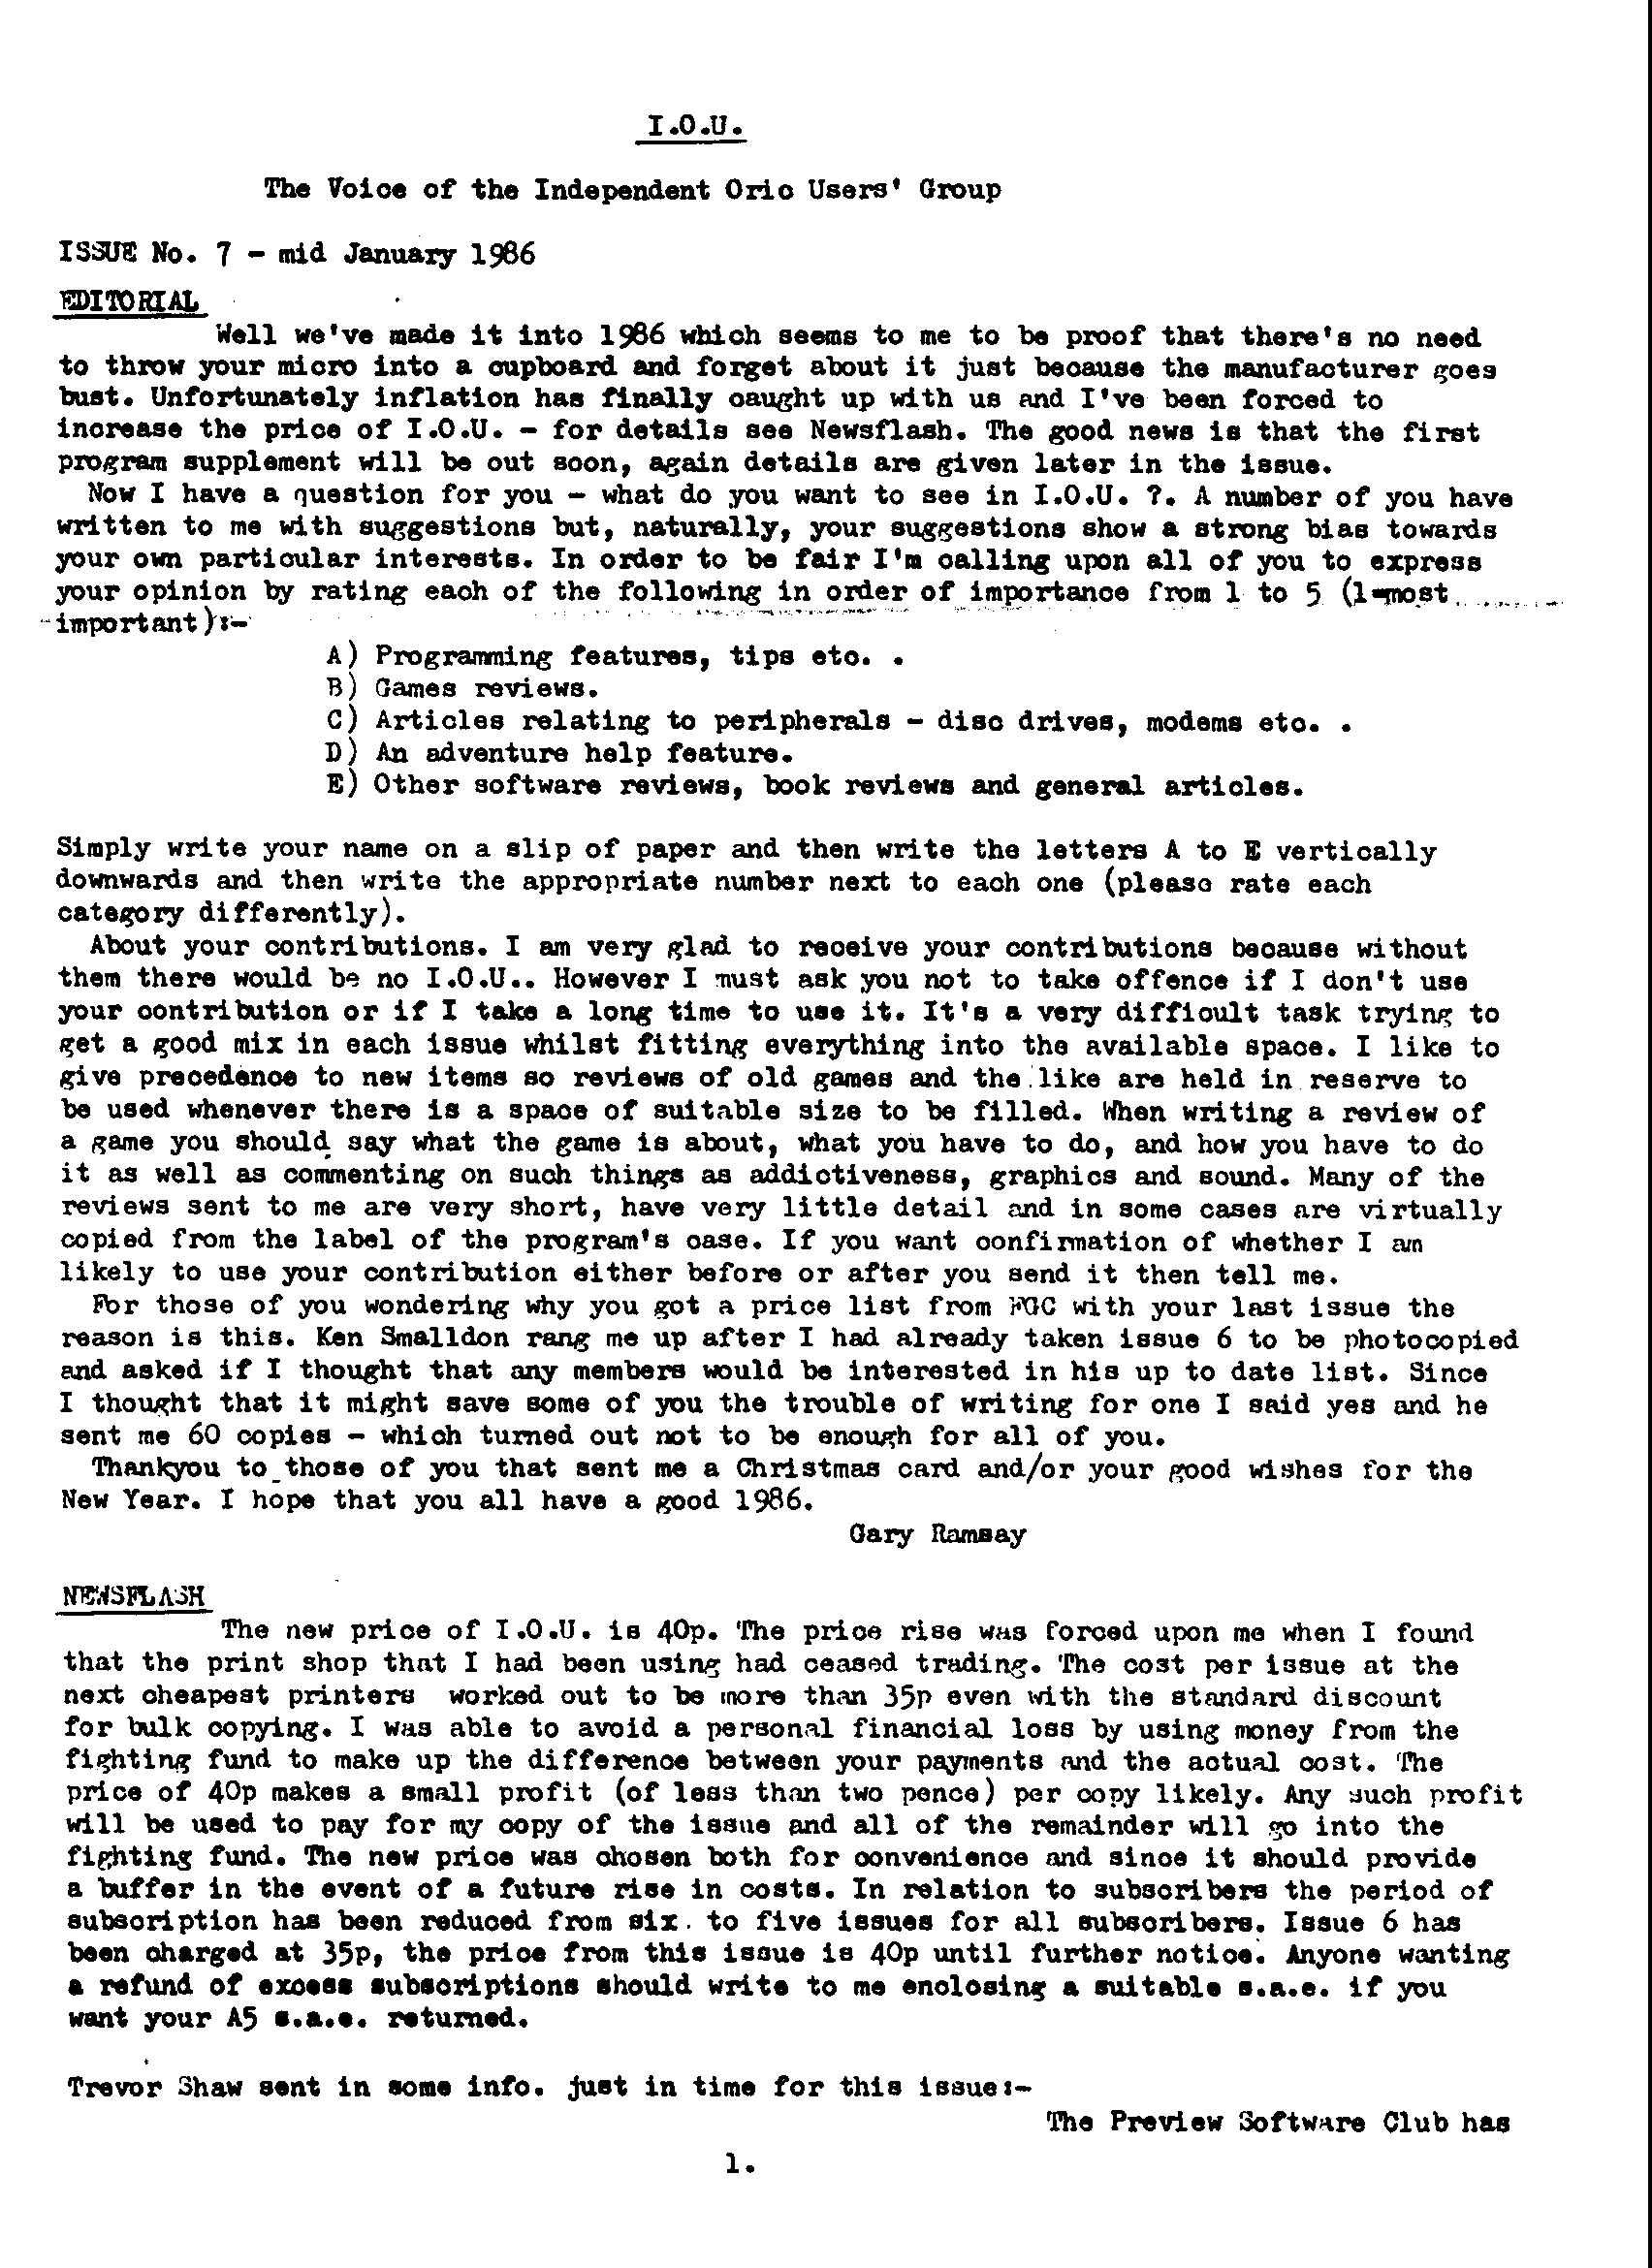 I.O.U.
The Voice of the Independent Oric Users' Group
ISSUE No. 7 - mid January 1986
EDITORIAL
Well we've made it into 1986 which seems to me to be proof that there's no need
to throw your micro into a cupboard and forget about it just because the manufacturer goes
bust. Unfortunately inflation has finally caught up with us and I've been forced to
increase the price of I.O.U. - for details see Newsflash. The good news is that the first
program supplement will be out soon, again details are given later in the issue.
Now I have a question for you - what do you want to see in I.O.U. ?. A number of you have
written to me with suggestions but, naturally, your suggestions show a strong bias towards
your own particular interests. In order to be fair I'm calling upon all of you to express
your opinion by rating each of the following in order of importance from 1 to 5 (1=most
important):-
A) Programming features, tips etc. .
B) Games reviews.
C) Articles relating to peripherals - disc drives, modems etc. .
D) An adventure help feature.
E) Other software reviews, book reviews and general articles.
Simply write your name on a slip of paper and then write the letters A to E vertically
downwards and then write the appropriate number next to each one (please rate each
category differently).
About your contributions. I am very glad to receive your contributions because without
them there would be no I.O.U.. However I must ask you not to take offence if I don't use
your contribution or if I take a long time to use it. It's a very difficult task trying to
get a good mix in each issue whilst fitting everything into the available space. I like to
give precedence to new items so reviews of old games and the like are held in reserve to
be used whenever there is a space of suitable size to be filled. When writing a review of
a game you should say what the game is about, what you have to do, and how you have to do
it as well as commenting on such things as addictiveness, graphics and sound. Many of the
reviews sent to me are very short, have very little detail and in some cases are virtually
copied from the label of the program's case. If you want confirmation of whether I am
likely to use your contribution either before or after you send it then tell me.
For those of you wondering why you got a price list from FGC with your last issue the
reason is this. Ken Smalldon rang me up after I had already taken issue 6 to be photocopied
and asked if I thought that any members would be interested in his up to date list. Since
I thought that it might save some of you the trouble of writing for one I said yes and he
sent me 60 copies - which turned out not to be enough for all of you.
Thankyou to those of you that sent me a Christmas card and/or your good wishes for the
New Year. I hope that you all have a good 1986.
Gary Ramsay
NEWSFLASH
The new price of I.O.U. is 40p. The price rise was forced upon me when I found
that the print shop that I had been using had ceased trading. The cost per issue at the
next cheapest printers worked out to be more than 35p even with the standard discount
for bulk copying. I was able to avoid a personal financial loss by using money from the
fighting fund to make up the difference between your payments and the actual cost. The
price of 40p makes a small profit (of less than two pence) per copy likely. Any such profit
will be used to pay for my copy of the issue and all of the remainder will go into the
fighting fund. The new price was chosen both for convenience and since it should provide
a buffer in the event of a future rise in costs. In relation to subscribers the period of
subscription has been reduced from six. to five issues for all subscribers. Issue 6 has
been charged at 35p, the price from this issue is 40p until further notice. Anyone wanting
a refund of excess subscriptions should write to me enclosing a suitable s.a.e. if you
want your A5 s.a.e. returned.
Trevor Shaw sent in some info. just in time for this issue:-
The Preview Software Club has
1.